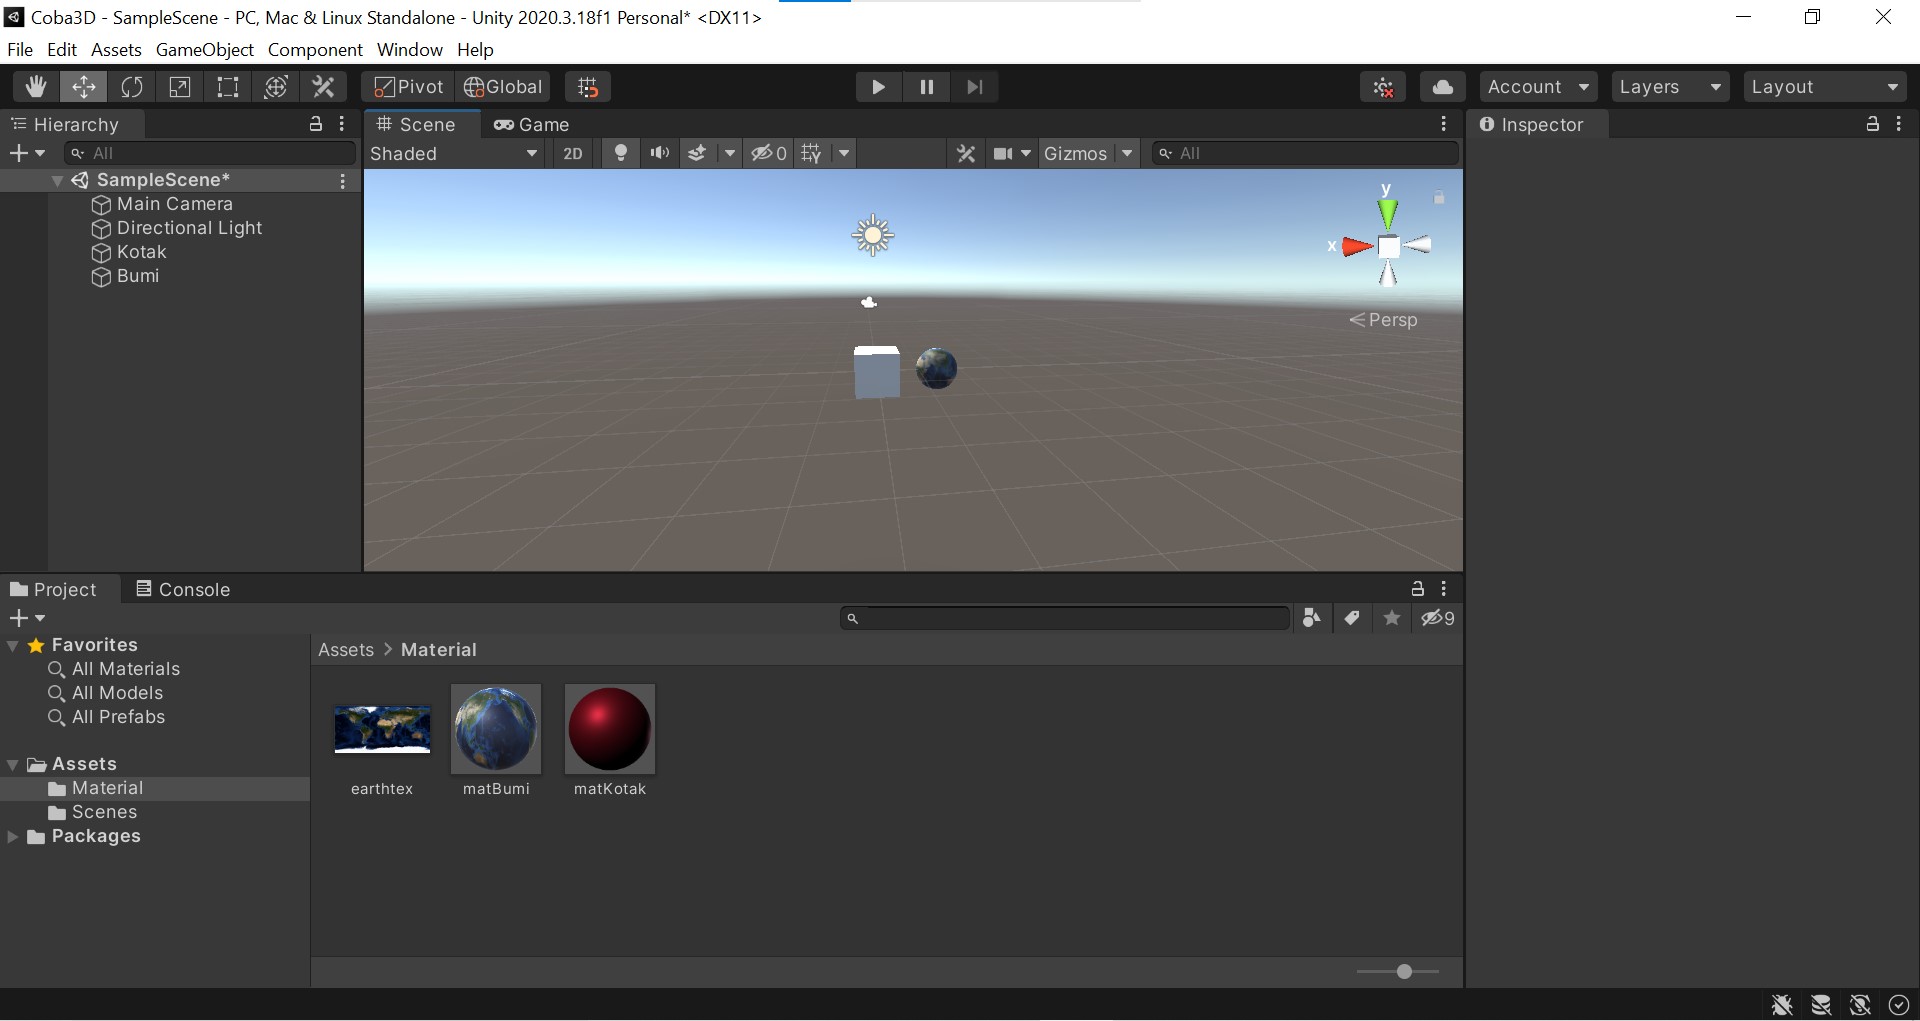 Coba3D - SampleScene - PC, Mac & Linux Standalone - Unity 2020.3.18f1 Personal* <DX11>
File Edit Assets GameObject Component Window Help
Pivot Global Account Layers Layout
Hierarchy
All
SampleScene*
Main Camera
Directional Light
Kotak
Bumi
Scene Game
Shaded 2D 0 Gizmos All
y
x
Persp
Inspector
Project Console
9
Favorites
All Materials
All Models
All Prefabs
Assets
Material
Scenes
Packages
Assets > Material
earthtex matBumi matKotak